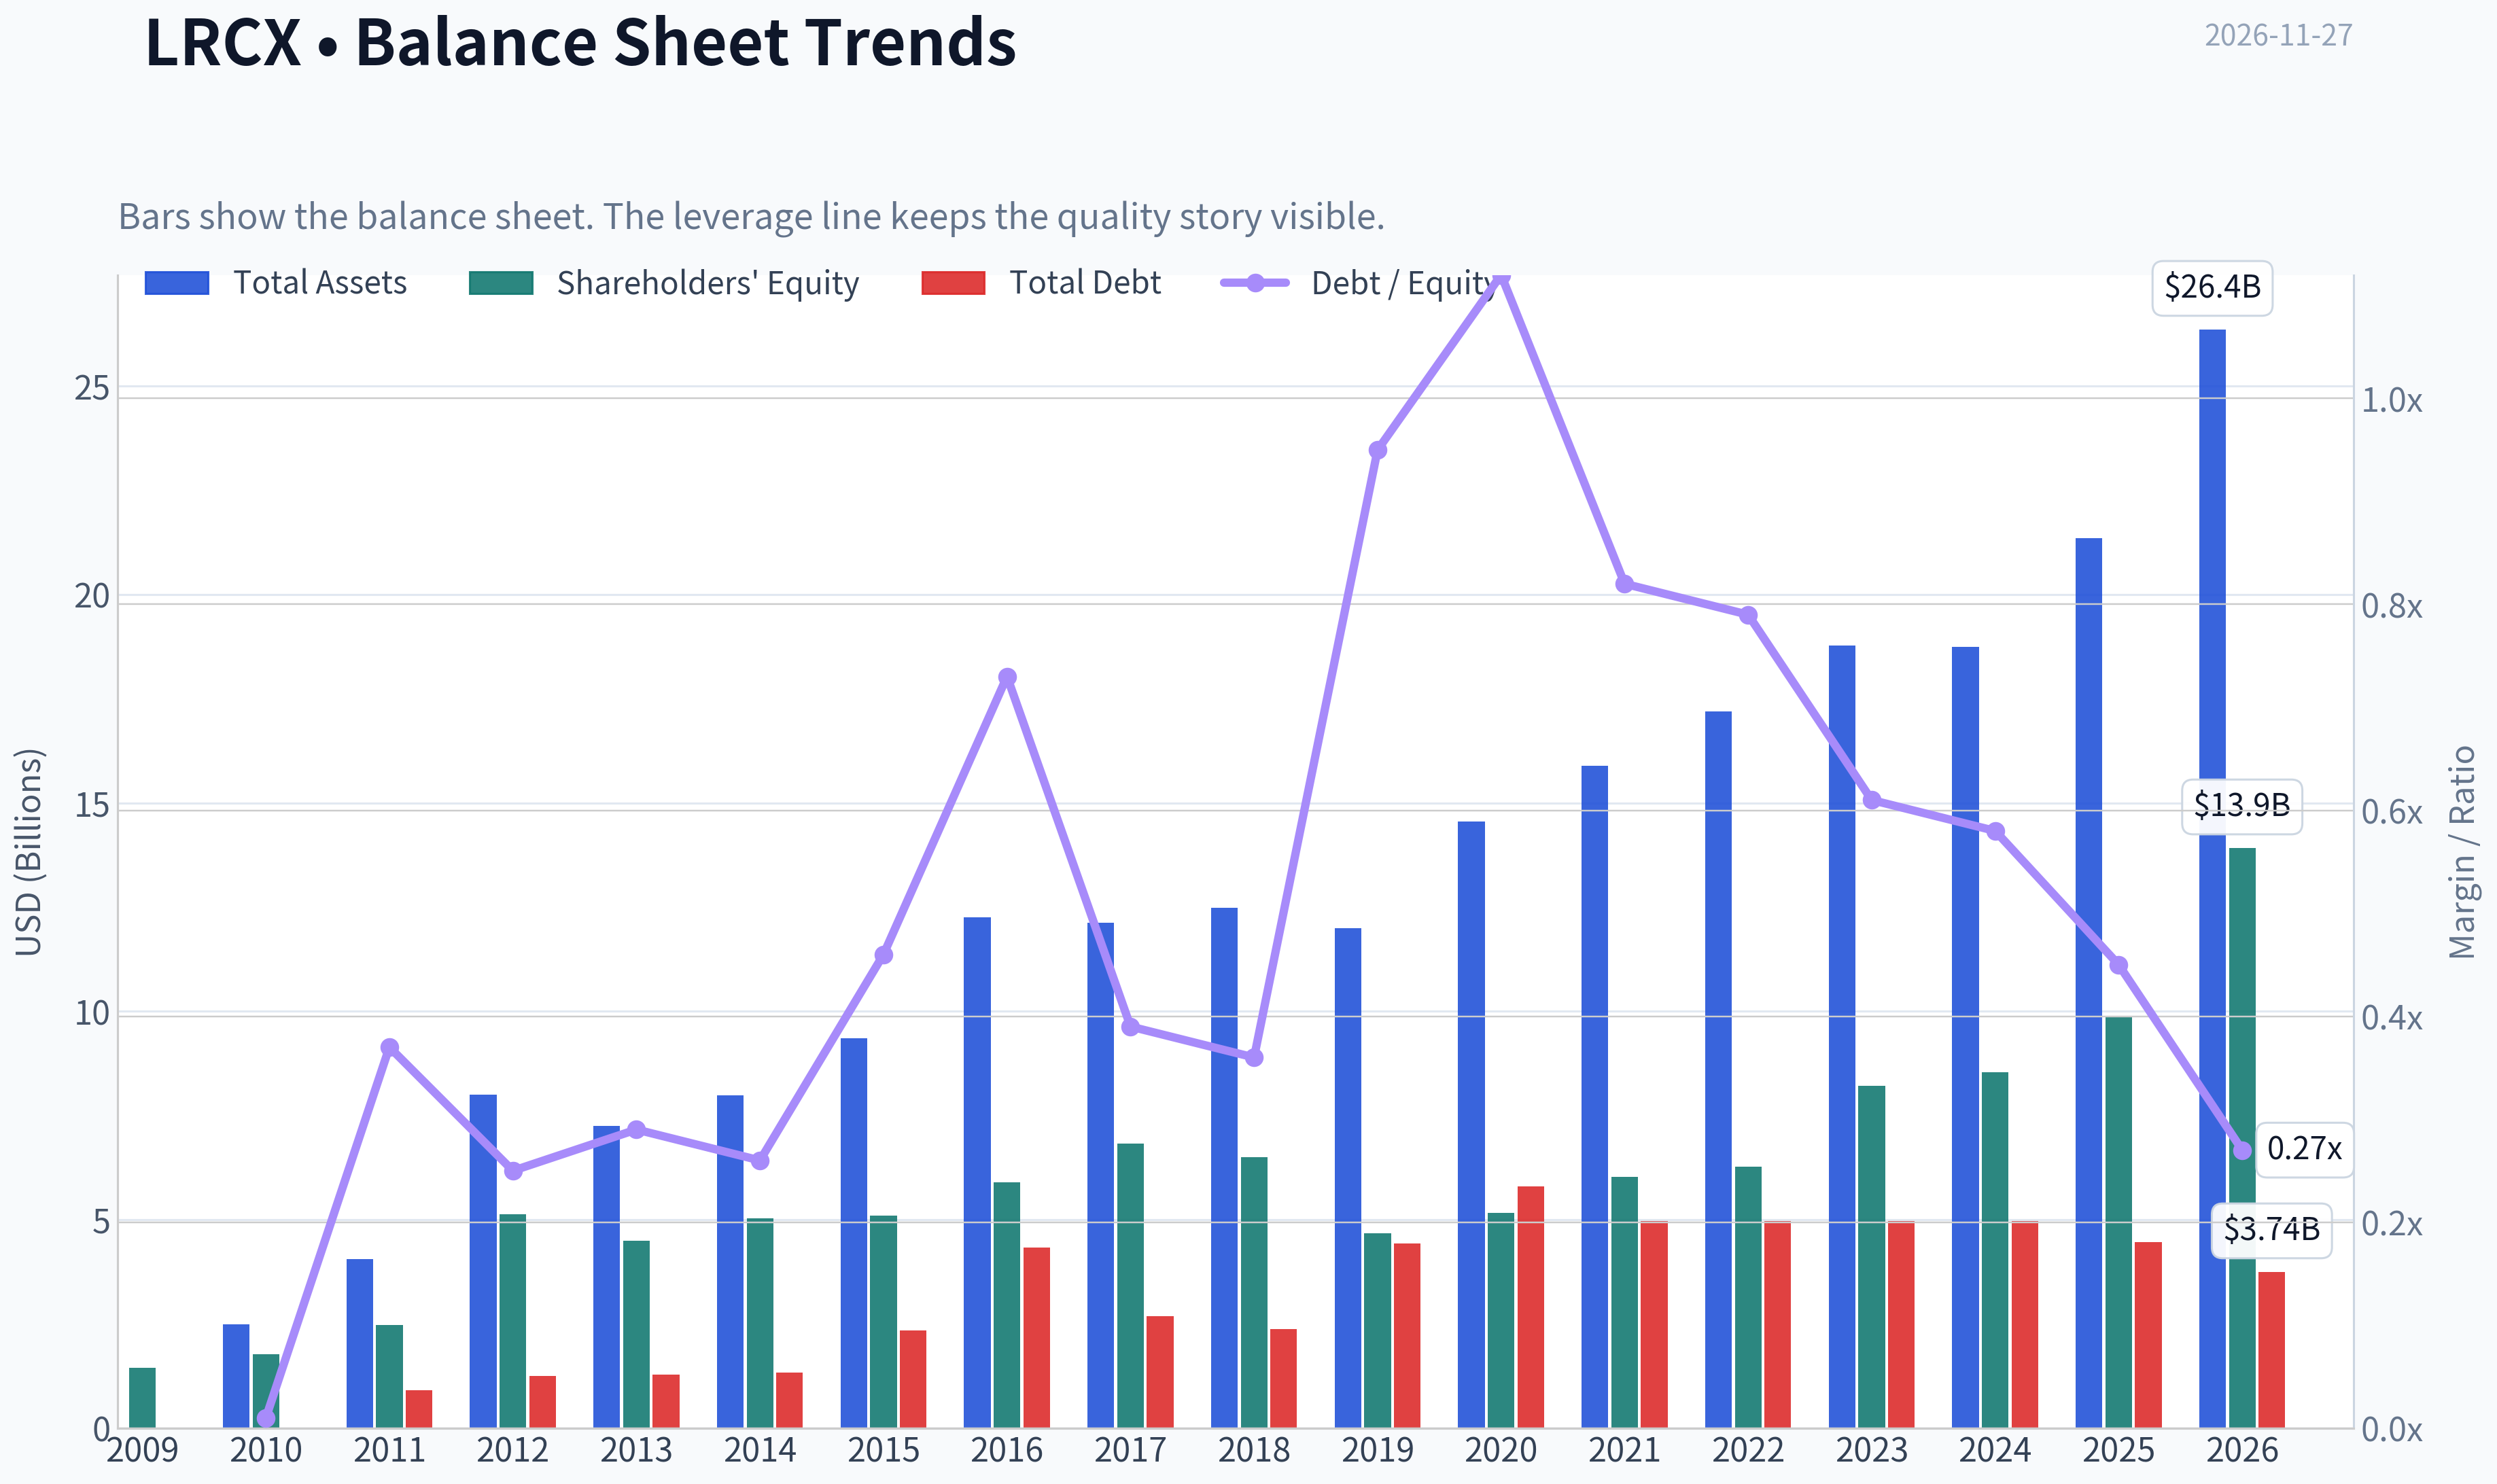 LRCX • Balance Sheet Trends
2026-11-27
Bars show the balance sheet. The leverage line keeps the quality story visible.
Total Assets
Shareholders' Equity
Total Debt
Debt / Equity
$26.4B
25
1.0x
20
0.8x
15
$13.9B
0.6x
USD (Billions)
Margin / Ratio
10
0.4x
0.27x
5
$3.74B
0.2x
0
0.0x
2009 2010 2011 2012 2013 2014 2015 2016 2017 2018 2019 2020 2021 2022 2023 2024 2025 2026